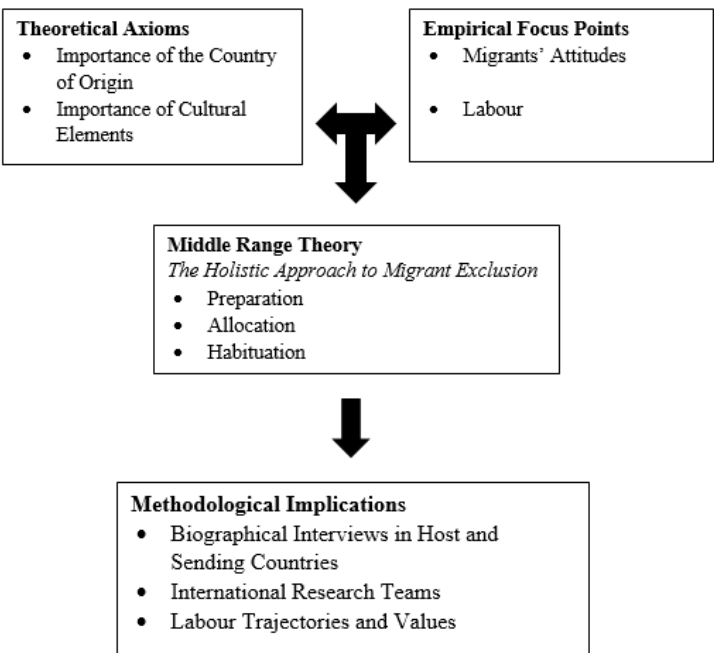 Theoretical Axioms
• Importance of the Country
of Origin
• Importance of Cultural
Elements
Empirical Focus Points
• Migrants’ Attitudes
• Labour
Middle Range Theory
The Holistic Approach to Migrant Exclusion
• Preparation
• Allocation
• Habituation
Methodological Implications
• Biographical Interviews in Host and
Sending Countries
• International Research Teams
• Labour Trajectories and Values